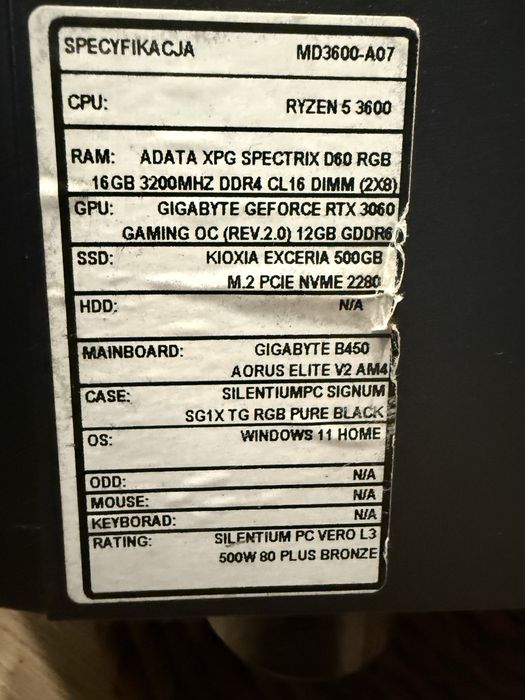 SPECYFIKACJA MD3600-A07
CPU: RYZEN 5 3600
RAM: ADATA XPG SPECTRIX D60 RGB
16GB 3200MHZ DDR4 CL16 DIMM (2X8)
GPU: GIGABYTE GEFORCE RTX 3060
GAMING OC (REV.2.0) 12GB GDDR6
SSD: KIOXIA EXCERIA 500GB
M.2 PCIE NVME 2280
HDD: N/A
MAINBOARD: GIGABYTE B450
AORUS ELITE V2 AM4
CASE: SILENTIUMPC SIGNUM
SG1X TG RGB PURE BLACK
OS: WINDOWS 11 HOME
ODD: N/A
MOUSE: N/A
KEYBORAD: N/A
RATING: SILENTIUM PC VERO L3
500W 80 PLUS BRONZE